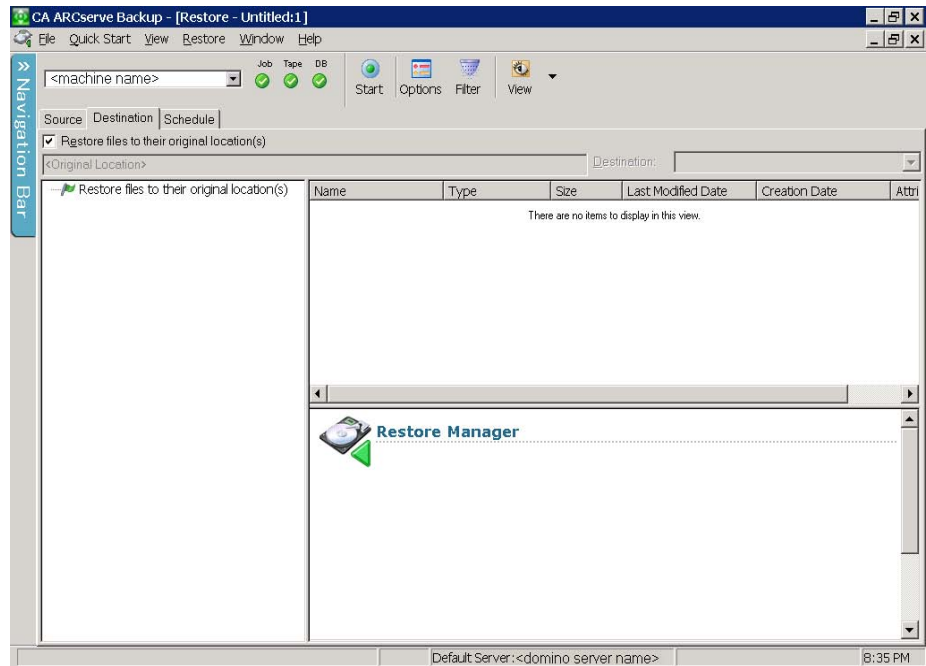 CA ARCserve Backup - [Restore - Untitled:1]
File Quick Start View Restore Window Help
» Navigation Bar
<machine name>
Job Tape DB
Start Options Filter View
Source Destination Schedule
Restore files to their original location(s)
<Original Location> Destination:
Restore files to their original location(s)
Name Type Size Last Modified Date Creation Date Attri
There are no items to display in this view.
Restore Manager
Default Server:<domino server name> 8:35 PM